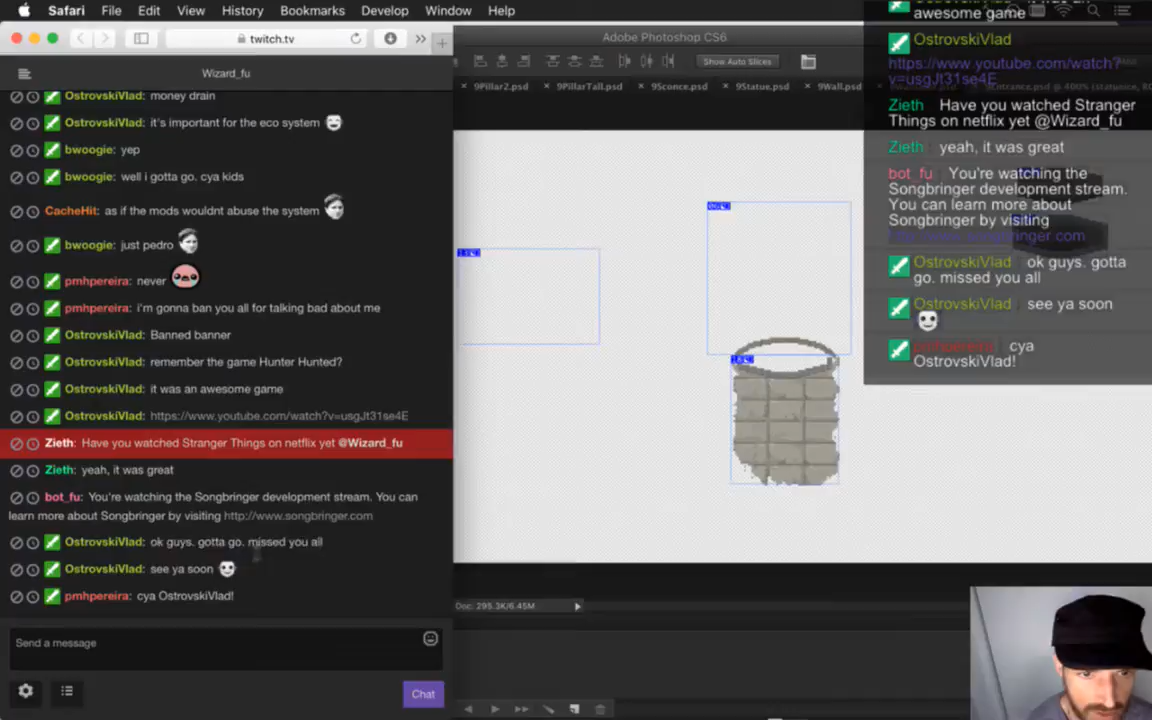 Safari File Edit View History Bookmarks Develop Window Help
twitch.tv
Adobe Photoshop CS6
Wizard_fu
Show Auto Slices
9Pillar2.psd
9PillarTall.psd
9Sconce.psd
9Statue.psd
9Wall.psd
OstrovskiVlad: money drain
OstrovskiVlad: it's important for the eco system
bwoogie: yep
bwoogie: well i gotta go. cya kids
CacheHit: as if the mods wouldnt abuse the system
bwoogie: just pedro
pmhpereira: never
pmhpereira: i'm gonna ban you all for talking bad about me
OstrovskiVlad: Banned banner
OstrovskiVlad: remember the game Hunter Hunted?
OstrovskiVlad: it was an awesome game
OstrovskiVlad: https://www.youtube.com/watch?v=usgJt31se4E
Zieth: Have you watched Stranger Things on netflix yet @Wizard_fu
Zieth: yeah, it was great
bot_fu: You're watching the Songbringer development stream. You can
learn more about Songbringer by visiting http://www.songbringer.com
OstrovskiVlad: ok guys. gotta go. missed you all
OstrovskiVlad: see ya soon
pmhpereira: cya OstrovskiVlad!
Send a message
Chat
Doc: 295.3K/6.45M
awesome game
OstrovskiVlad
https://www.youtube.com/watch?
v=usgJt31se4E
Zieth Have you watched Stranger
Things on netflix yet @Wizard_fu
Zieth yeah, it was great
bot_fu You're watching the
Songbringer development stream.
You can learn more about
Songbringer by visiting
OstrovskiVlad ok guys. gotta
go. missed you all
OstrovskiVlad see ya soon
pmhpereira cya
OstrovskiVlad!